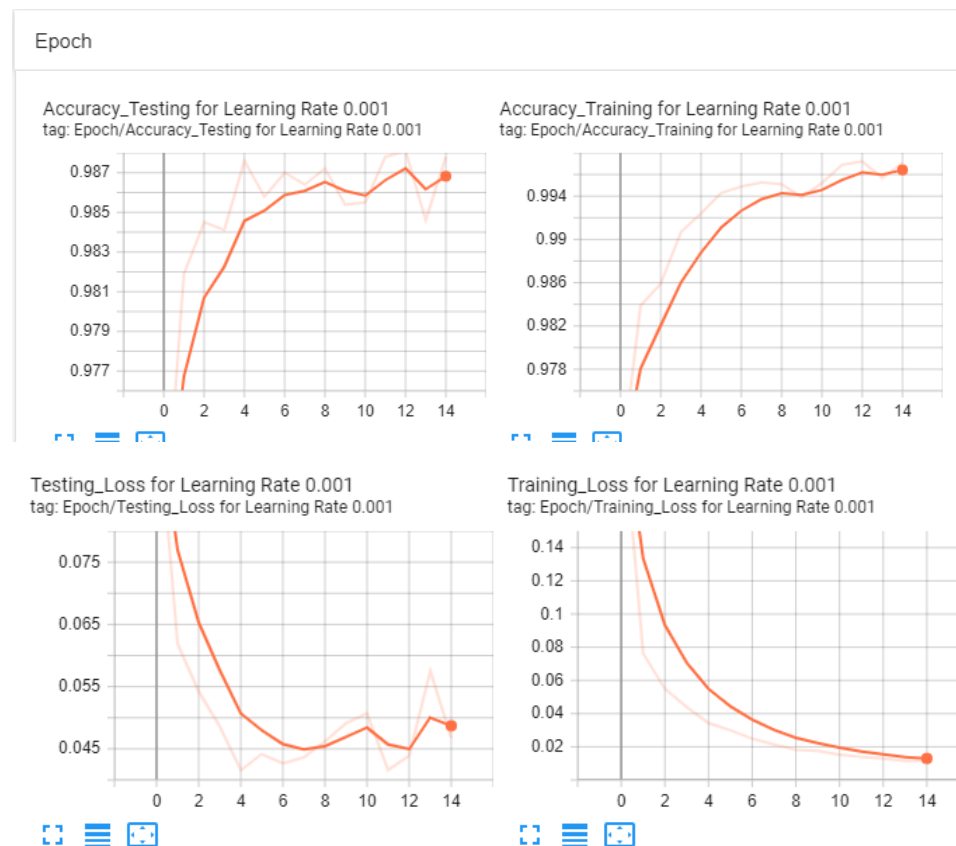 Epoch
Accuracy_Testing for Learning Rate 0.001
tag: Epoch/Accuracy_Testing for Learning Rate 0.001
0.987
0.985
0.983
0.981
0.979
0.977
0 2 4 6 8 10 12 14
Accuracy_Training for Learning Rate 0.001
tag: Epoch/Accuracy_Training for Learning Rate 0.001
0.994
0.99
0.986
0.982
0.978
0 2 4 6 8 10 12 14
Testing_Loss for Learning Rate 0.001
tag: Epoch/Testing_Loss for Learning Rate 0.001
0.075
0.065
0.055
0.045
0 2 4 6 8 10 12 14
Training_Loss for Learning Rate 0.001
tag: Epoch/Training_Loss for Learning Rate 0.001
0.14
0.12
0.1
0.08
0.06
0.04
0.02
0 2 4 6 8 10 12 14